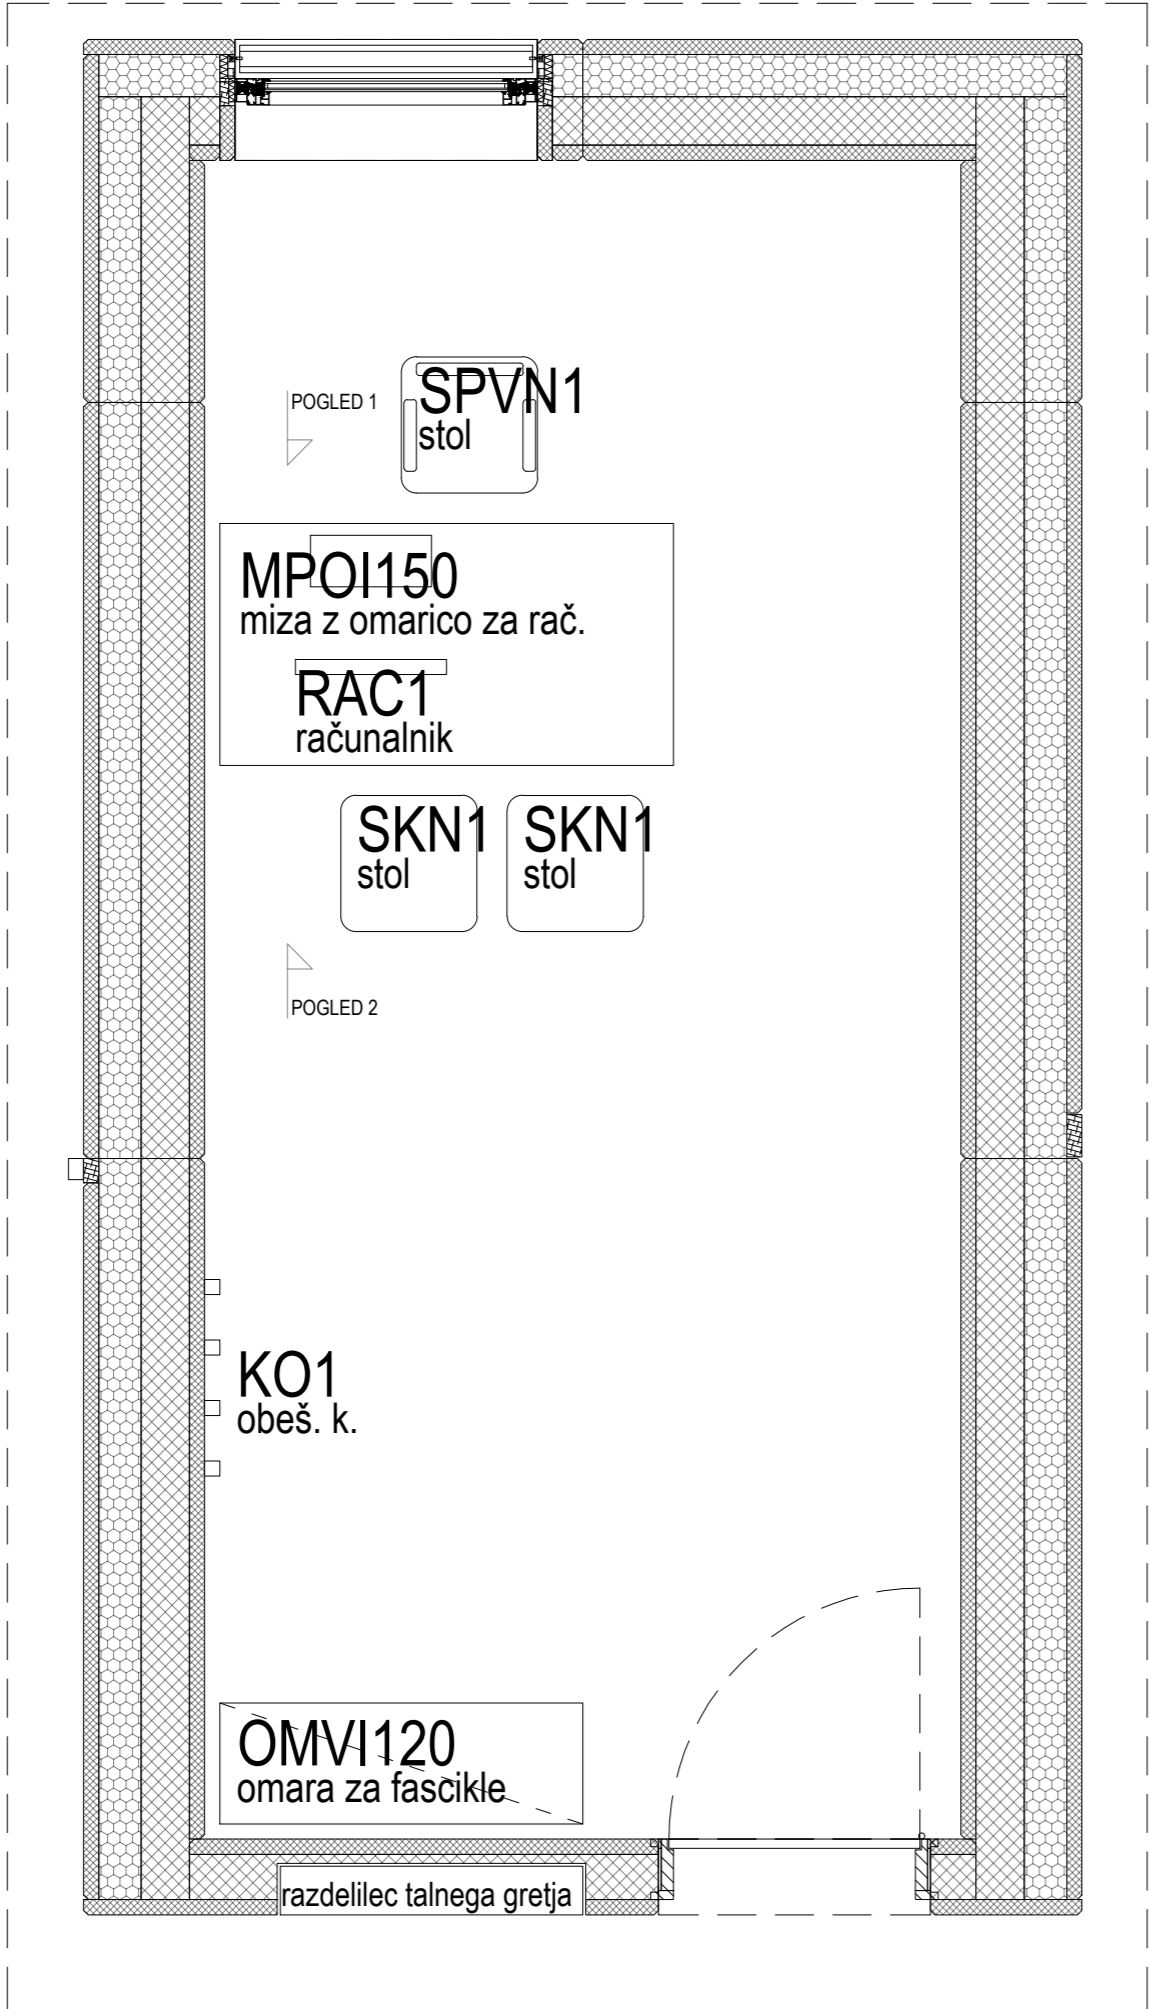 SPVN1
stol
POGLED 1
MPOI150
miza z omarico za rač.
RAC1
računalnik
SKN1
stol
SKN1
stol
POGLED 2
KO1
obeš. k.
OMVI120
omara za fascikle
razdelilec talnega gretja